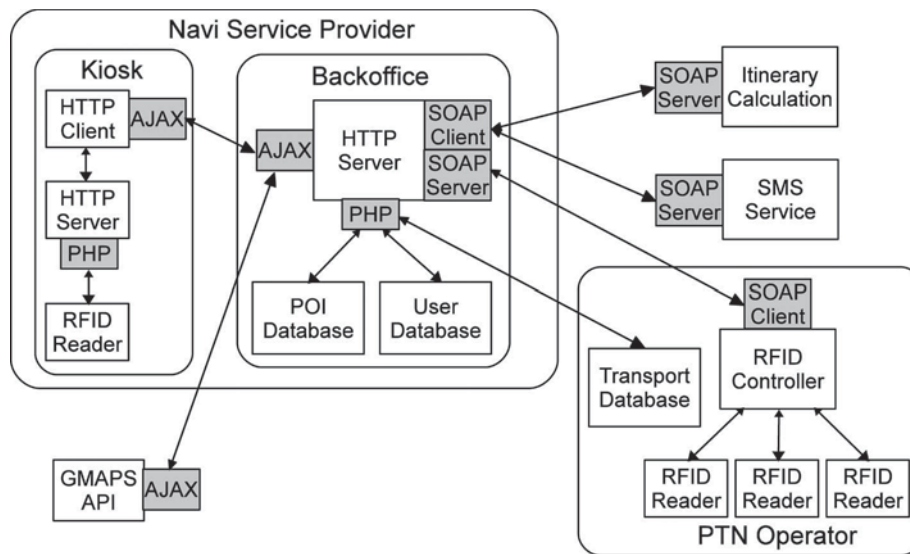 Navi Service Provider
Kiosk
HTTP
Client
AJAX
HTTP
Server
PHP
RFID
Reader
Backoffice
AJAX
HTTP
Server
SOAP
Client
SOAP
Server
PHP
POI
Database
User
Database
SOAP
Server
Itinerary
Calculation
SOAP
Server
SMS
Service
GMAPS
API
AJAX
SOAP
Client
RFID
Controller
Transport
Database
RFID
Reader
RFID
Reader
RFID
Reader
PTN Operator